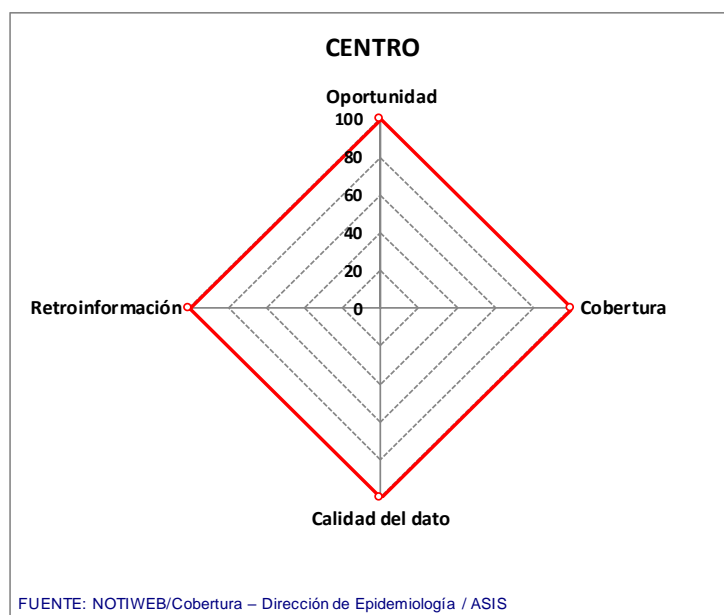 CENTRO
Oportunidad
100
80
60
40
20
0
Retroinformación
Cobertura
Calidad del dato
FUENTE: NOTIWEB/Cobertura – Dirección de Epidemiología / ASIS